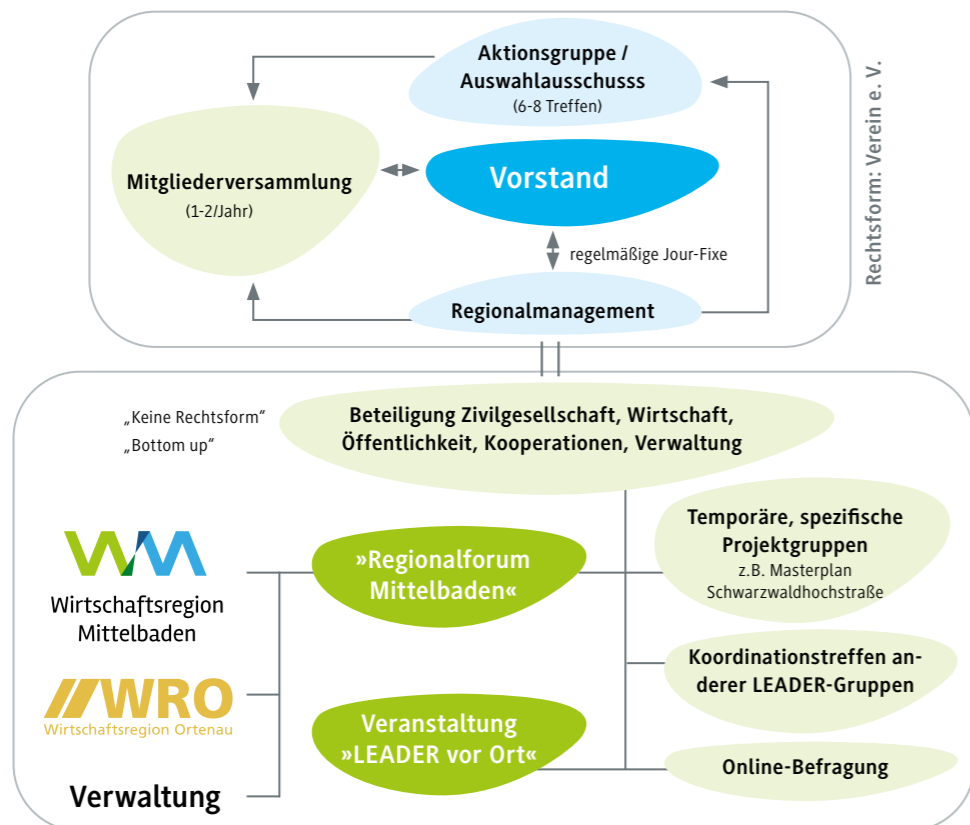 Aktionsgruppe /
Auswahlausschusss
(6-8 Treffen)
Rechtsform: Verein e. V.
Mitgliederversammlung
(1-2/Jahr)
Vorstand
regelmäßige Jour-Fixe
Regionalmanagement
„Keine Rechtsform“
„Bottom up“
Beteiligung Zivilgesellschaft, Wirtschaft,
Öffentlichkeit, Kooperationen, Verwaltung
WM
Wirtschaftsregion
Mittelbaden
WRO
Wirtschaftsregion Ortenau
Verwaltung
»Regionalforum
Mittelbaden«
Veranstaltung
»LEADER vor Ort«
Temporäre, spezifische
Projektgruppen
z.B. Masterplan
Schwarzwaldhochstraße
Koordinationstreffen an-
derer LEADER-Gruppen
Online-Befragung